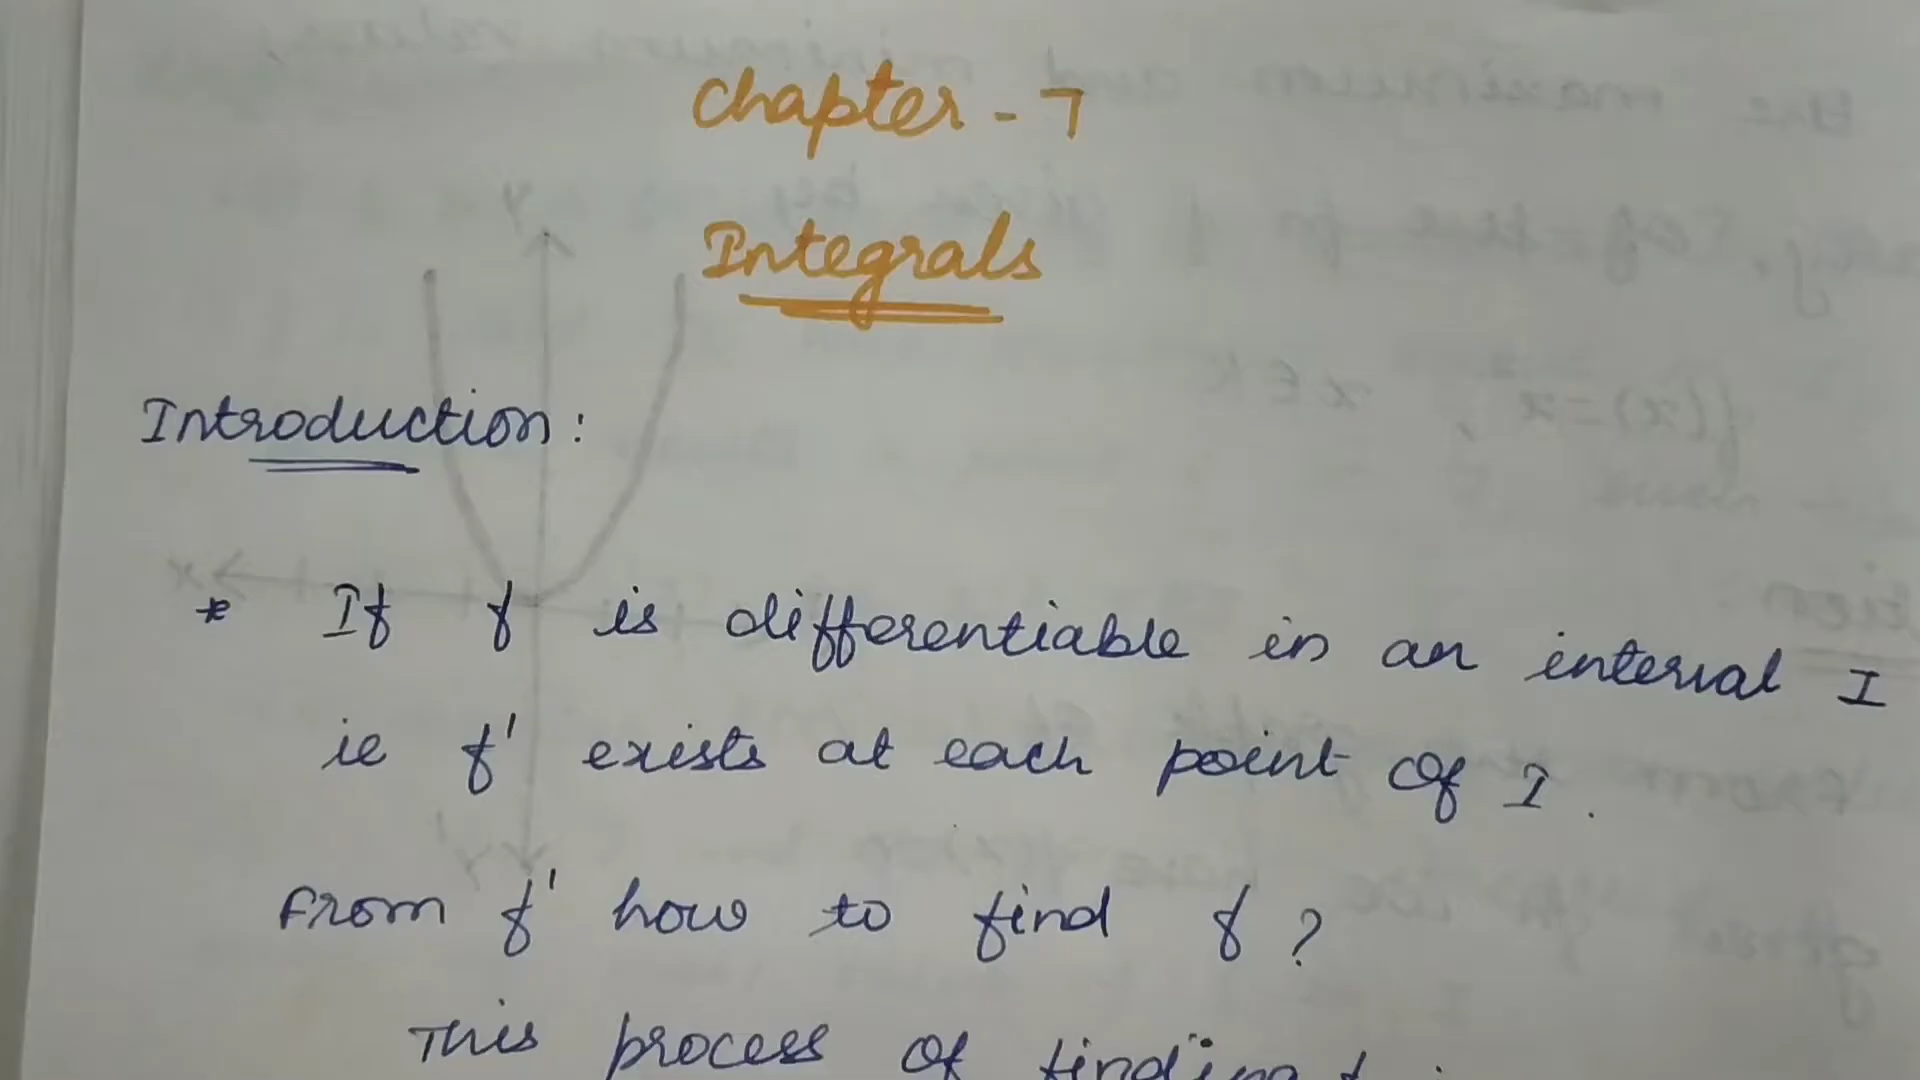 Chapter - 7
Integrals
Introduction:
* If f is differentiable in an interval I
ie f' exists at each point of I.
From f' how to find f?
This process of finding f